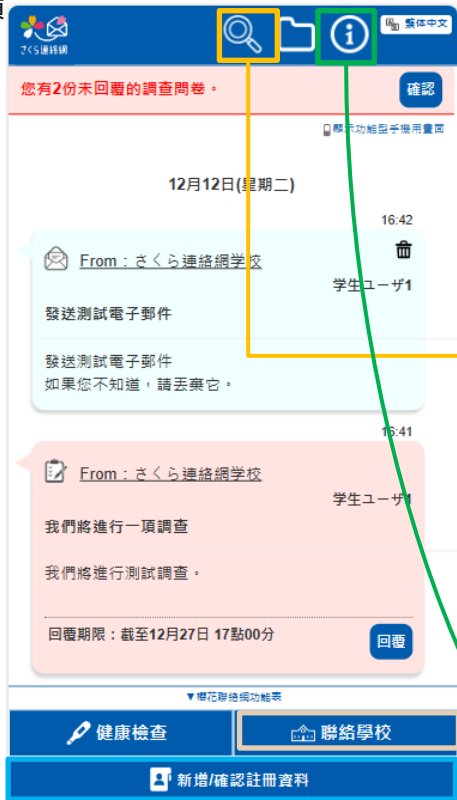 さくら連絡網
繁体中文
您有2份未回覆的調查問卷。
確認
顯示功能型手機用畫面
12月12日(星期二)
16:42
From：さくら連絡網学校
学生ユーザ1
發送測試電子郵件
發送測試電子郵件
如果您不知道，請丟棄它。
16:41
From：さくら連絡網学校
学生ユーザ1
我們將進行一項調查
我們將進行測試調查。
回覆期限：截至12月27日 17點00分
回覆
▼櫻花聯絡網功能表
健康檢查
聯絡學校
新增/確認註冊資料